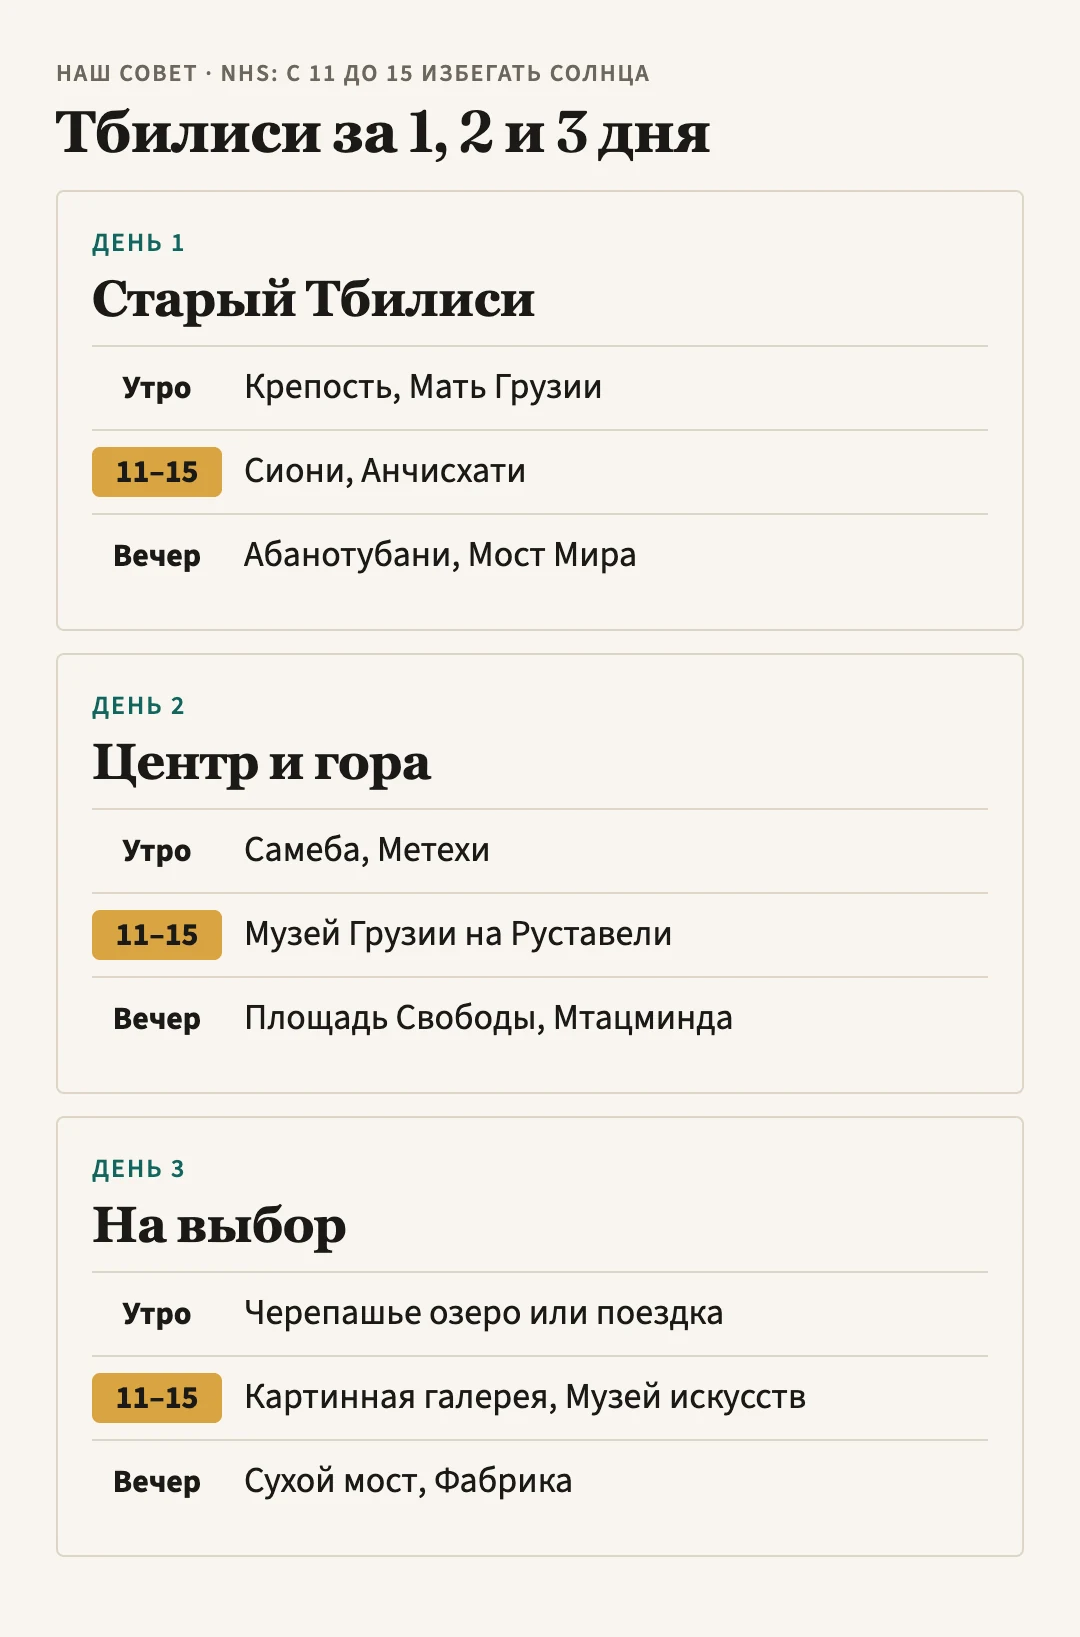 НАШ СОВЕТ · NHS: С 11 ДО 15 ИЗБЕГАТЬ СОЛНЦА
Тбилиси за 1, 2 и 3 дня
ДЕНЬ 1
Старый Тбилиси
Утро Крепость, Мать Грузии
11–15 Сиони, Анчисхати
Вечер Абанотубани, Мост Мира
ДЕНЬ 2
Центр и гора
Утро Самеба, Метехи
11–15 Музей Грузии на Руставели
Вечер Площадь Свободы, Мтацминда
ДЕНЬ 3
На выбор
Утро Черепашье озеро или поездка
11–15 Картинная галерея, Музей искусств
Вечер Сухой мост, Фабрика